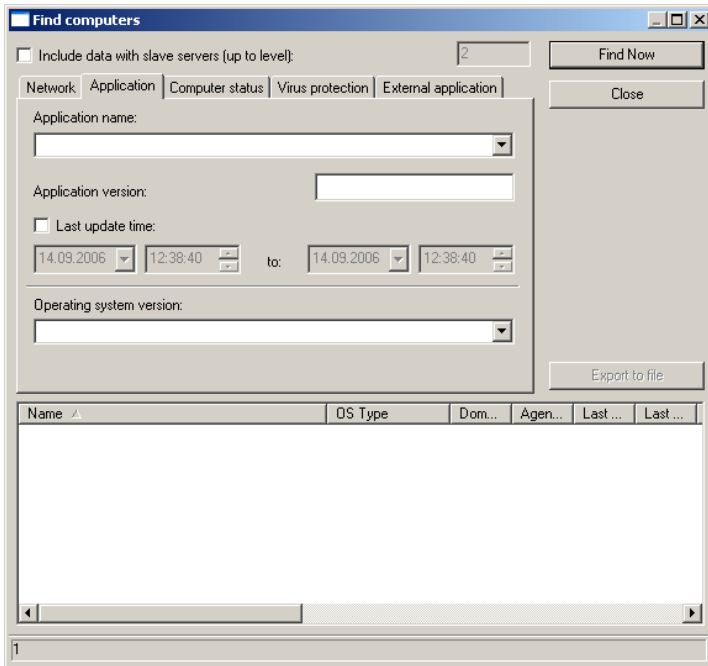 Find computers
Include data with slave servers (up to level): 2 Find Now
Network Application Computer status Virus protection External application Close
Application name:
Application version:
Last update time:
14.09.2006 12:38:40 to: 14.09.2006 12:38:40
Operating system version:
Export to file
Name OS Type Dom... Agen... Last ... Last ...
1